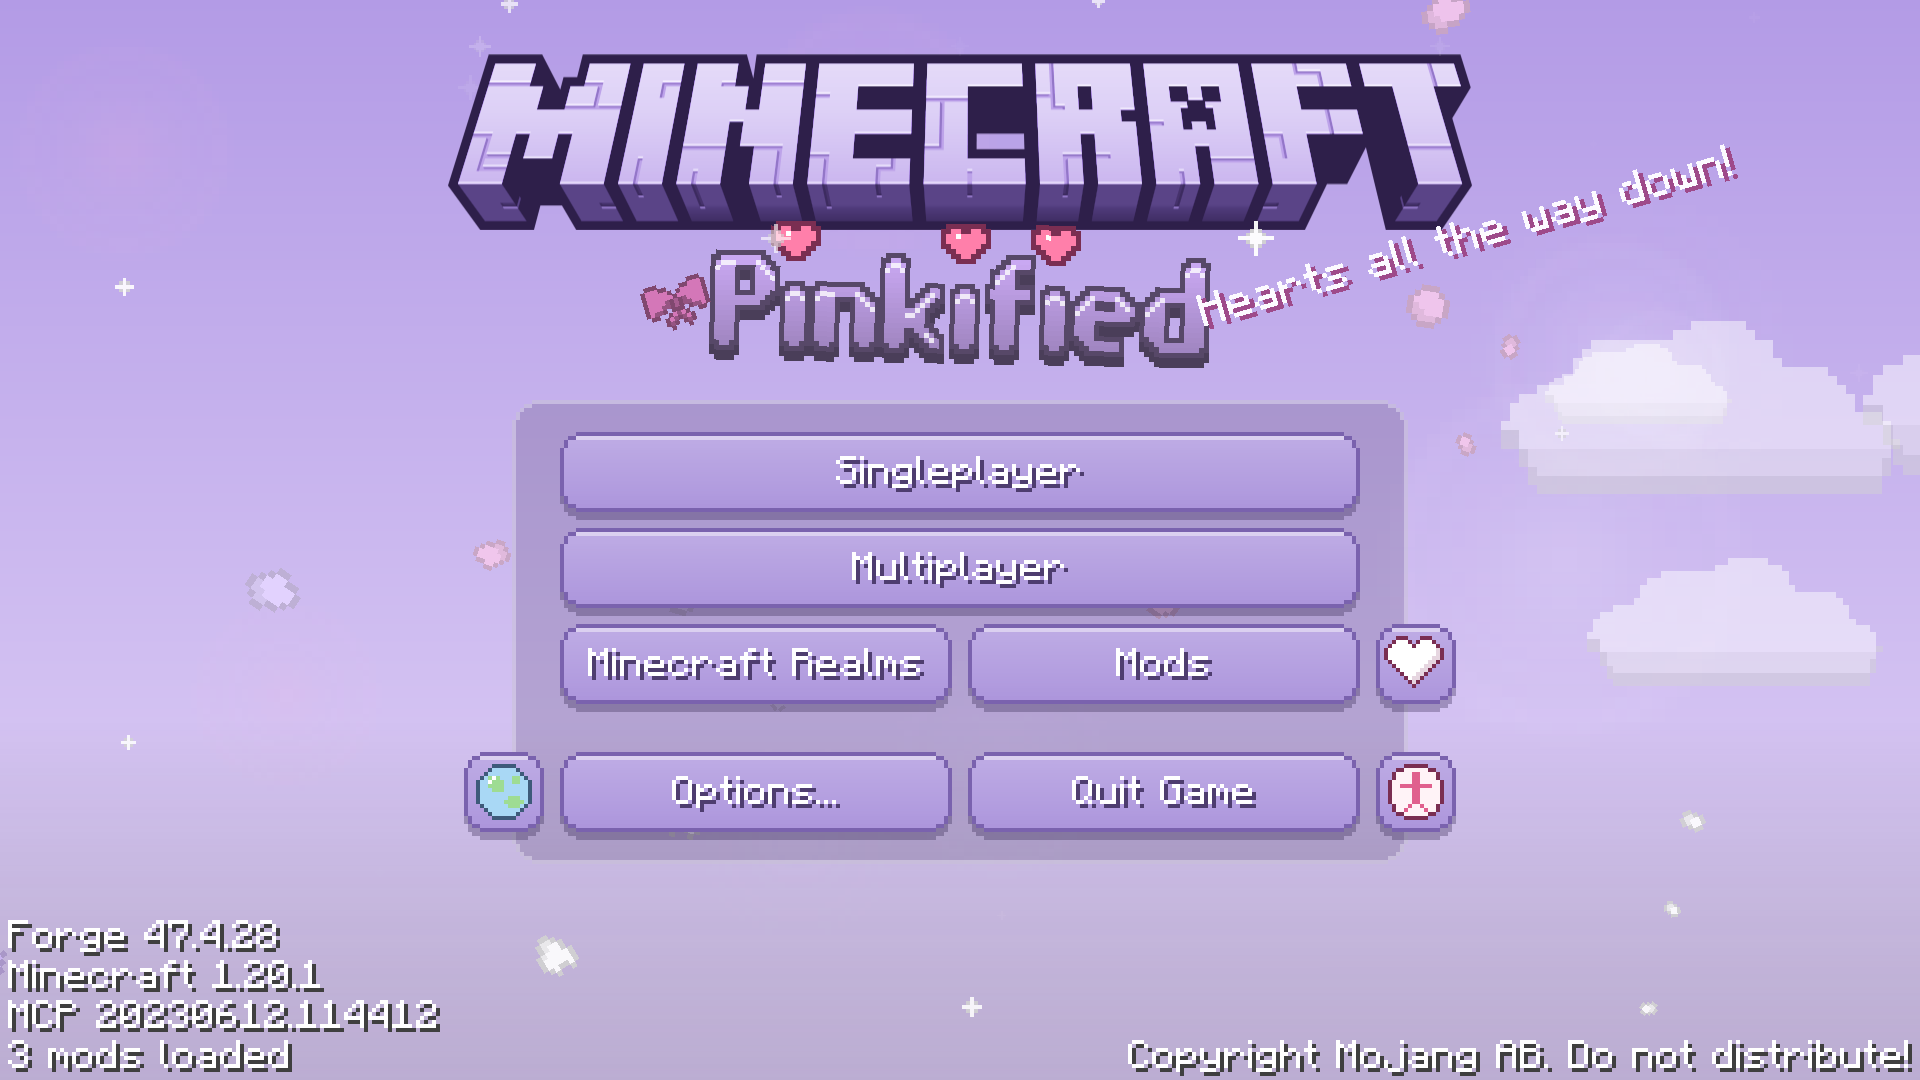 MINECRAFT
Pinkified
Hearts all the way down!
Singleplayer
Multiplayer
Minecraft Realms
Mods
Options...
Quit Game
Forge 47.4.20
Minecraft 1.20.1
MCP 20230612.114412
3 mods loaded
Copyright Mojang AB. Do not distribute!